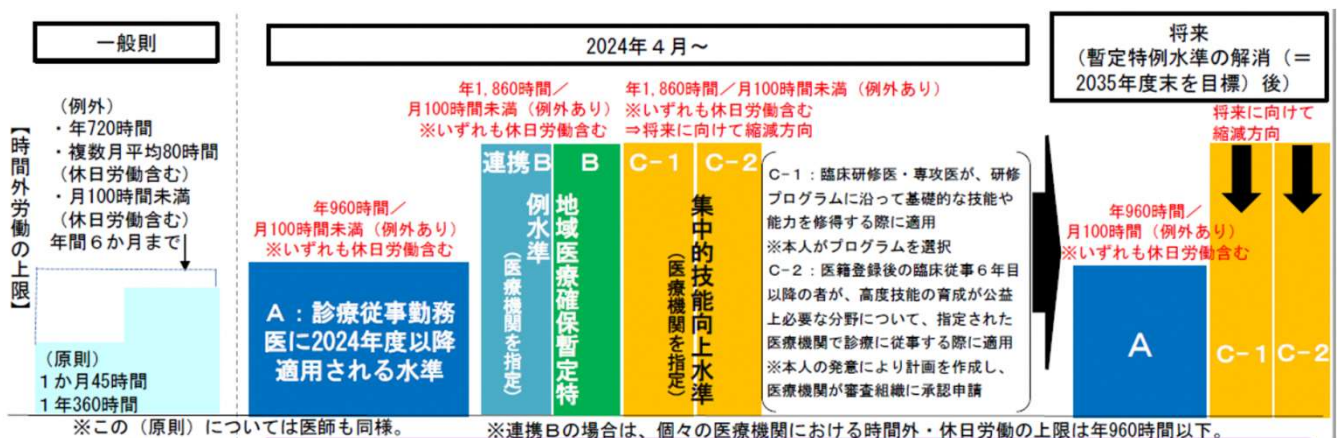 一般則
2024年４月～
将来
（暫定特例水準の解消（＝
2035年度末を目標）後）
【時間外労働の上限】
（例外）
・年720時間
・複数月平均80時間
（休日労働含む）
・月100時間未満
（休日労働含む）
年間６か月まで
（原則）
１か月45時間
１年360時間
年960時間／
月100時間未満（例外あり）
※いずれも休日労働含む
Ａ：診療従事勤務
医に2024年度以降
適用される水準
年1,860時間／
月100時間未満（例外あり）
※いずれも休日労働含む
連携Ｂ
Ｂ
地域医療確保暫定特
例水準
（医療機関を指定）
年1,860時間／月100時間未満（例外あり）
※いずれも休日労働含む
⇒将来に向けて縮減方向
Ｃ-１
Ｃ-２
集中的技能向上水準
（医療機関を指定）
Ｃ-１：臨床研修医・専攻医が、研修
プログラムに沿って基礎的な技能や
能力を修得する際に適用
※本人がプログラムを選択
Ｃ-２：医籍登録後の臨床従事６年目
以降の者が、高度技能の育成が公益
上必要な分野について、指定された
医療機関で診療に従事する際に適用
※本人の発意により計画を作成し、
医療機関が審査組織に承認申請
年960時間／
月100時間（例外あり）
※いずれも休日労働含む
Ａ
将来に向けて
縮減方向
Ｃ-１
Ｃ-２
※この（原則）については医師も同様。
※連携Ｂの場合は、個々の医療機関における時間外・休日労働の上限は年960時間以下。